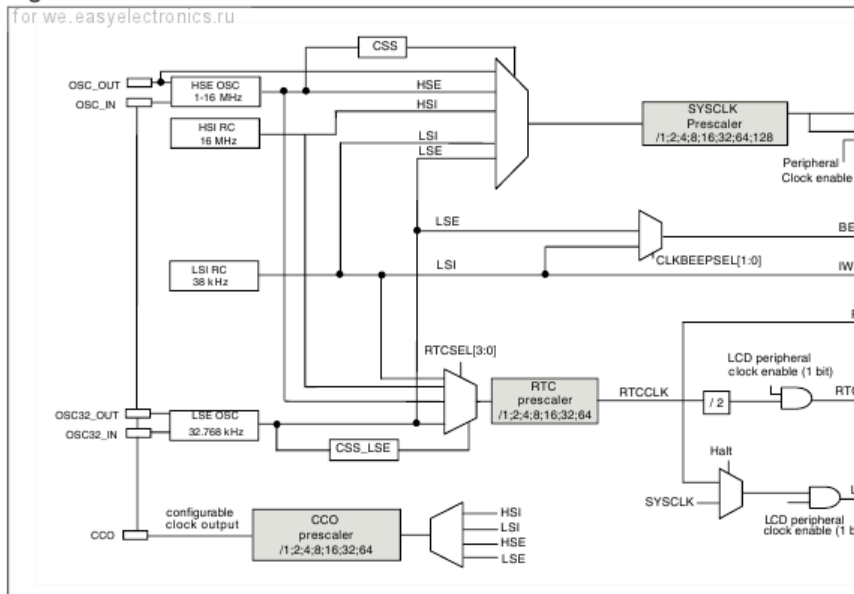 for we.easyelectronics.ru
CSS
OSC_OUT
HSE OSC
1-16 MHz
HSE
OSC_IN
HSI
HSI RC
16 MHz
LSI
LSE
SYSCLK
Prescaler
/1;2;4;8;16;32;64;128
Peripheral
Clock enable
LSE
BE
CLKBEEPSEL[1:0]
LSI RC
38 kHz
LSI
IW
RTCSEL[3:0]
LCD peripheral
clock enable (1 bit)
RTC
prescaler
/1;2;4;8;16;32;64
RTCCLK
/ 2
RTC
OSC32_OUT
OSC32_IN
LSE OSC
32.768 kHz
CSS_LSE
Halt
SYSCLK
LCD peripheral
clock enable (1 b
configurable
clock output
CCO
CCO
prescaler
/1;2;4;8;16;32;64
HSI
LSI
HSE
LSE